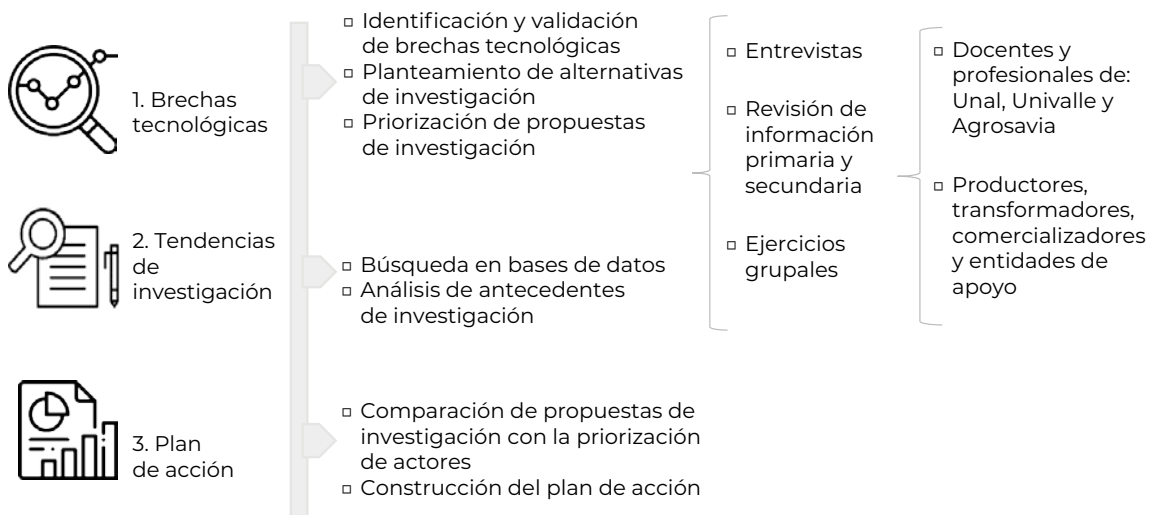 1. Brechas
tecnológicas
▫ Identificación y validación
de brechas tecnológicas
▫ Planteamiento de alternativas
de investigación
▫ Priorización de propuestas
de investigación
2. Tendencias
de
investigación
▫ Búsqueda en bases de datos
▫ Análisis de antecedentes
de investigación
3. Plan
de acción
▫ Comparación de propuestas de
investigación con la priorización
de actores
▫ Construcción del plan de acción
▫ Entrevistas
▫ Revisión de
información
primaria y
secundaria
▫ Ejercicios
grupales
▫ Docentes y
profesionales de:
Unal, Univalle y
Agrosavia
▫ Productores,
transformadores,
comercializadores
y entidades de
apoyo